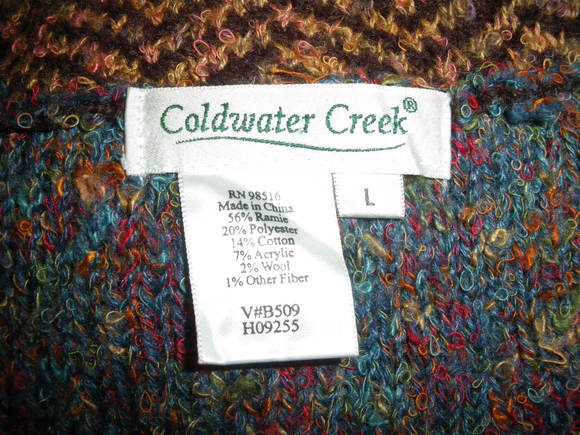 Coldwater Creek®
L
RN 98516
Made in China
56% Ramie
20% Polyester
14% Cotton
7% Acrylic
2% Wool
1% Other Fiber
V#B509
H09255